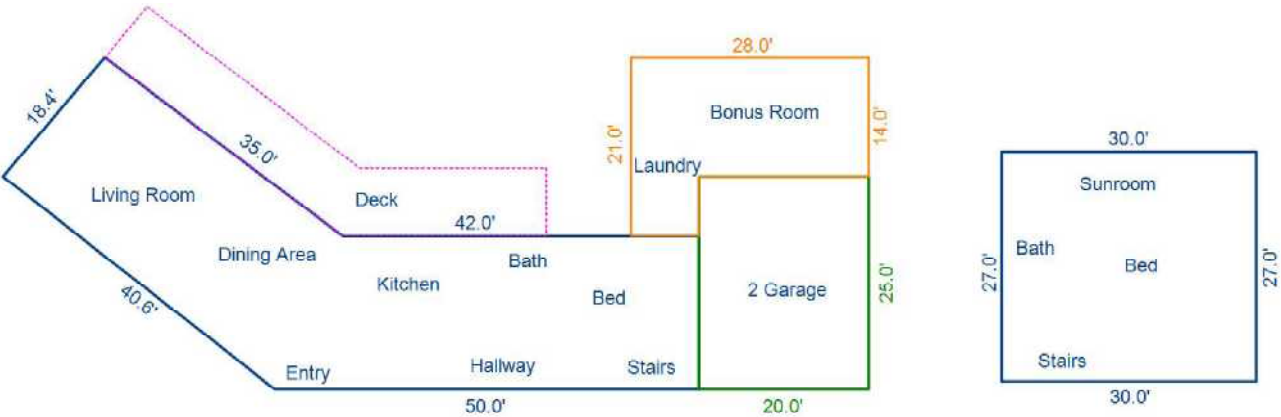 28.0'
18.4'
Bonus Room
14.0'
21.0'
35.0'
30.0'
Laundry
Sunroom
Living Room
Deck
42.0'
Bath
Dining Area
Bath
27.0'
Bed
27.0'
Kitchen
2 Garage
25.0'
Bed
40.6'
Entry
Hallway
Stairs
Stairs
50.0'
20.0'
30.0'